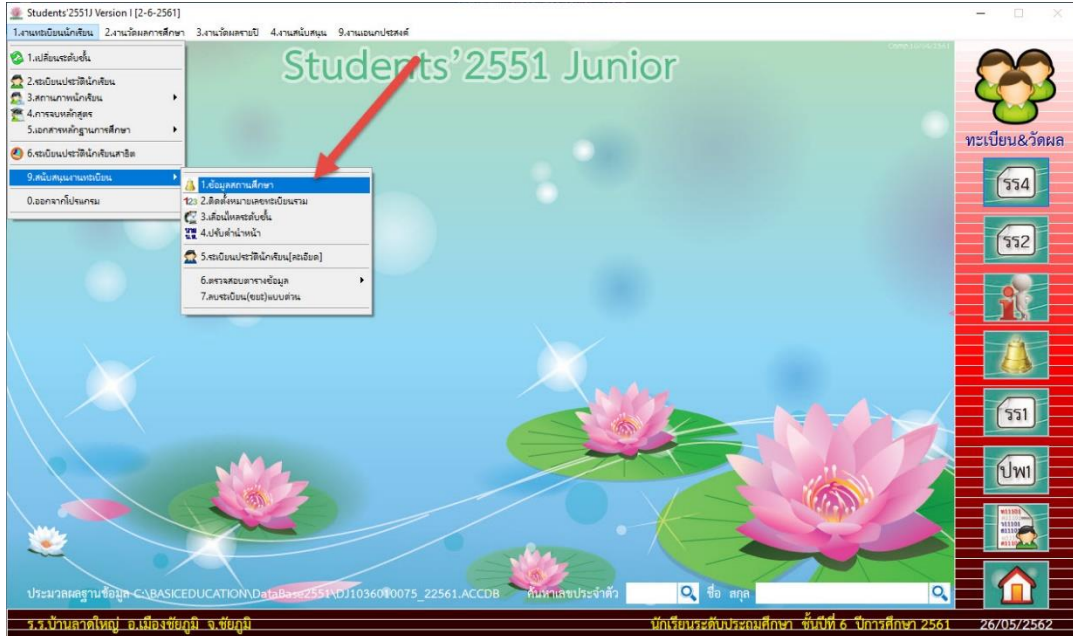 Students'2551J Version I [2-6-2561]
1.งานทะเบียนนักเรียน 2.งานวัดผลการศึกษา 3.งานวัดผลรายปี 4.งานสนับสนุน 9.งานเอนกประสงค์
Students'2551 Junior
1.เปลี่ยนระดับชั้น
2.ระเบียนประวัตินักเรียน
3.สถานภาพนักเรียน
4.การจบหลักสูตร
5.เอกสารหลักฐานการศึกษา
6.ระเบียนประวัตินักเรียนสาธิต
9.สนับสนุนงานทะเบียน
0.ออกจากโปรแกรม
1.ข้อมูลสถานศึกษา
123 2.ติดตั้งหมายเลขทะเบียนรวม
3.เลื่อนไหลระดับชั้น
4.ปรับคำนำหน้า
5.ระเบียนประวัตินักเรียน[ละเอียด]
6.ตรวจสอบตารางข้อมูล
7.ลบระเบียน(ขยะ)แบบด่วน
ทะเบียน&วัดผล
รร4
รร2
รร1
ปพ1
ประมวลผลฐานข้อมูล C:\BASICEDUCATION\DataBase2551\DJ1036010075_22561.ACCDB ค้นหาเลขประจำตัว ชื่อ สกุล
ร.ร.บ้านลาดใหญ่ อ.เมืองชัยภูมิ จ.ชัยภูมิ นักเรียนระดับประถมศึกษา ชั้นปีที่ 6 ปีการศึกษา 2561 26/05/2562